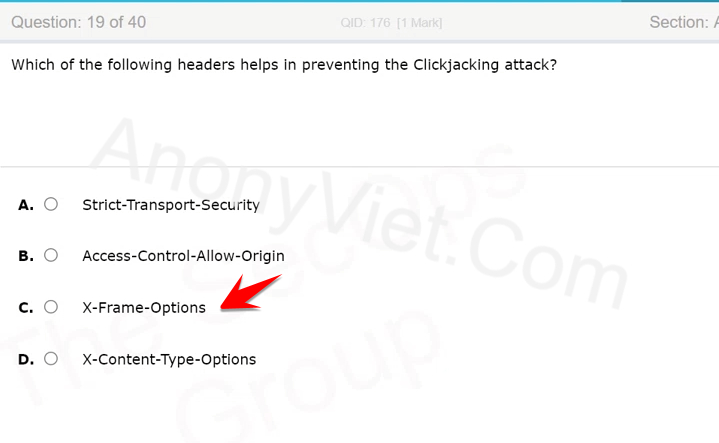 Question: 19 of 40
QID: 176 [1 Mark]
Section: A
Which of the following headers helps in preventing the Clickjacking attack?
AnonyViet.Com
The SecOps
Group
A. Strict-Transport-Security
B. Access-Control-Allow-Origin
C. X-Frame-Options
D. X-Content-Type-Options